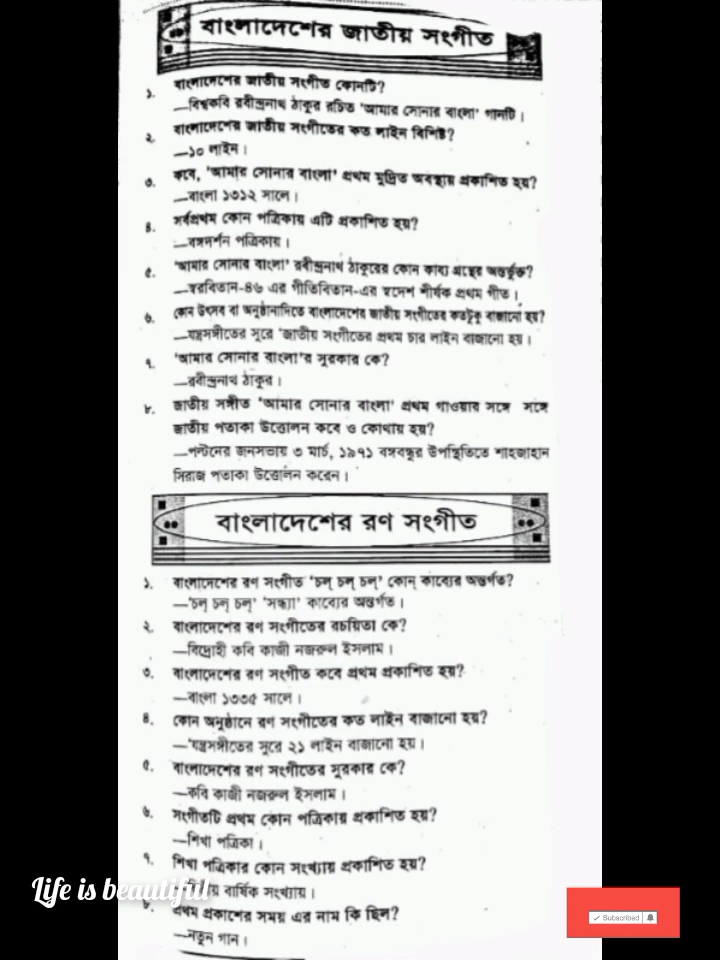 বাংলাদেশের জাতীয় সংগীত
১. বাংলাদেশের জাতীয় সংগীত কোনটি?
—বিশ্বকবি রবীন্দ্রনাথ ঠাকুর রচিত ‘আমার সোনার বাংলা’ গানটি।
২. বাংলাদেশের জাতীয় সংগীতের কত লাইন বিশিষ্ট?
—১০ লাইন।
৩. কবে, ‘আমার সোনার বাংলা’ প্রথম মুদ্রিত অবস্থায় প্রকাশিত হয়?
—বাংলা ১৩১২ সালে।
৪. সর্বপ্রথম কোন পত্রিকায় এটি প্রকাশিত হয়?
—বঙ্গদর্শন পত্রিকায়।
৫. ‘আমার সোনার বাংলা’ রবীন্দ্রনাথ ঠাকুরের কোন কাব্য গ্রন্থের অন্তর্ভুক্ত?
—স্বরবিতান-৪৬ এর গীতিবিতান-এর স্বদেশ শীর্ষক প্রথম গীত।
৬. কোন উৎসব বা অনুষ্ঠানাদিতে বাংলাদেশের জাতীয় সংগীতের কতটুকু বাজানো হয়?
—যন্ত্রসঙ্গীতের সুরে ‘জাতীয় সংগীতের প্রথম চার লাইন বাজানো হয়।
৭. ‘আমার সোনার বাংলা’র সুরকার কে?
—রবীন্দ্রনাথ ঠাকুর।
৮. জাতীয় সঙ্গীত ‘আমার সোনার বাংলা’ প্রথম গাওয়ার সঙ্গে সঙ্গে
জাতীয় পতাকা উত্তোলন কবে ও কোথায় হয়?
—পল্টনের জনসভায় ৩ মার্চ, ১৯৭১ বঙ্গবন্ধুর উপস্থিতিতে শাহজাহান
সিরাজ পতাকা উত্তোলন করেন।
বাংলাদেশের রণ সংগীত
১. বাংলাদেশের রণ সংগীত ‘চল্ চল্ চল্’ কোন্ কাব্যের অন্তর্গত?
—‘চল্ চল্ চল্’ ‘সন্ধ্যা’ কাব্যের অন্তর্গত।
২. বাংলাদেশের রণ সংগীতের রচয়িতা কে?
—বিদ্রোহী কবি কাজী নজরুল ইসলাম।
৩. বাংলাদেশের রণ সংগীত কবে প্রথম প্রকাশিত হয়?
—বাংলা ১৩৩৫ সালে।
৪. কোন অনুষ্ঠানে রণ সংগীতের কত লাইন বাজানো হয়?
—‘যন্ত্রসঙ্গীতের সুরে ২১ লাইন বাজানো হয়।
৫. বাংলাদেশের রণ সংগীতের সুরকার কে?
—কবি কাজী নজরুল ইসলাম।
৬. সংগীতটি প্রথম কোন পত্রিকায় প্রকাশিত হয়?
—শিখা পত্রিকা।
৭. শিখা পত্রিকার কোন সংখ্যায় প্রকাশিত হয়?
বার্ষিক সংখ্যায়।
৮. প্রথম প্রকাশের সময় এর নাম কি ছিল?
—নতুন গান।
Life is beautiful
Subscribed